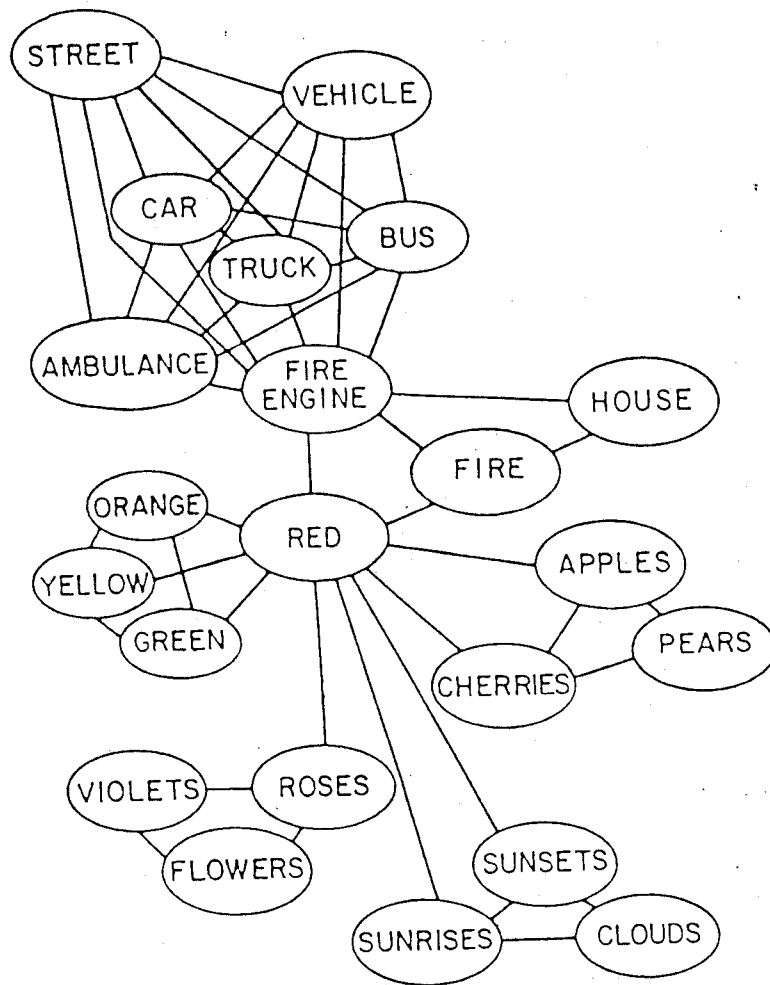 STREET
VEHICLE
CAR
BUS
TRUCK
AMBULANCE
FIRE
ENGINE
HOUSE
FIRE
ORANGE
RED
APPLES
YELLOW
GREEN
PEARS
CHERRIES
VIOLETS
ROSES
FLOWERS
SUNSETS
SUNRISES
CLOUDS